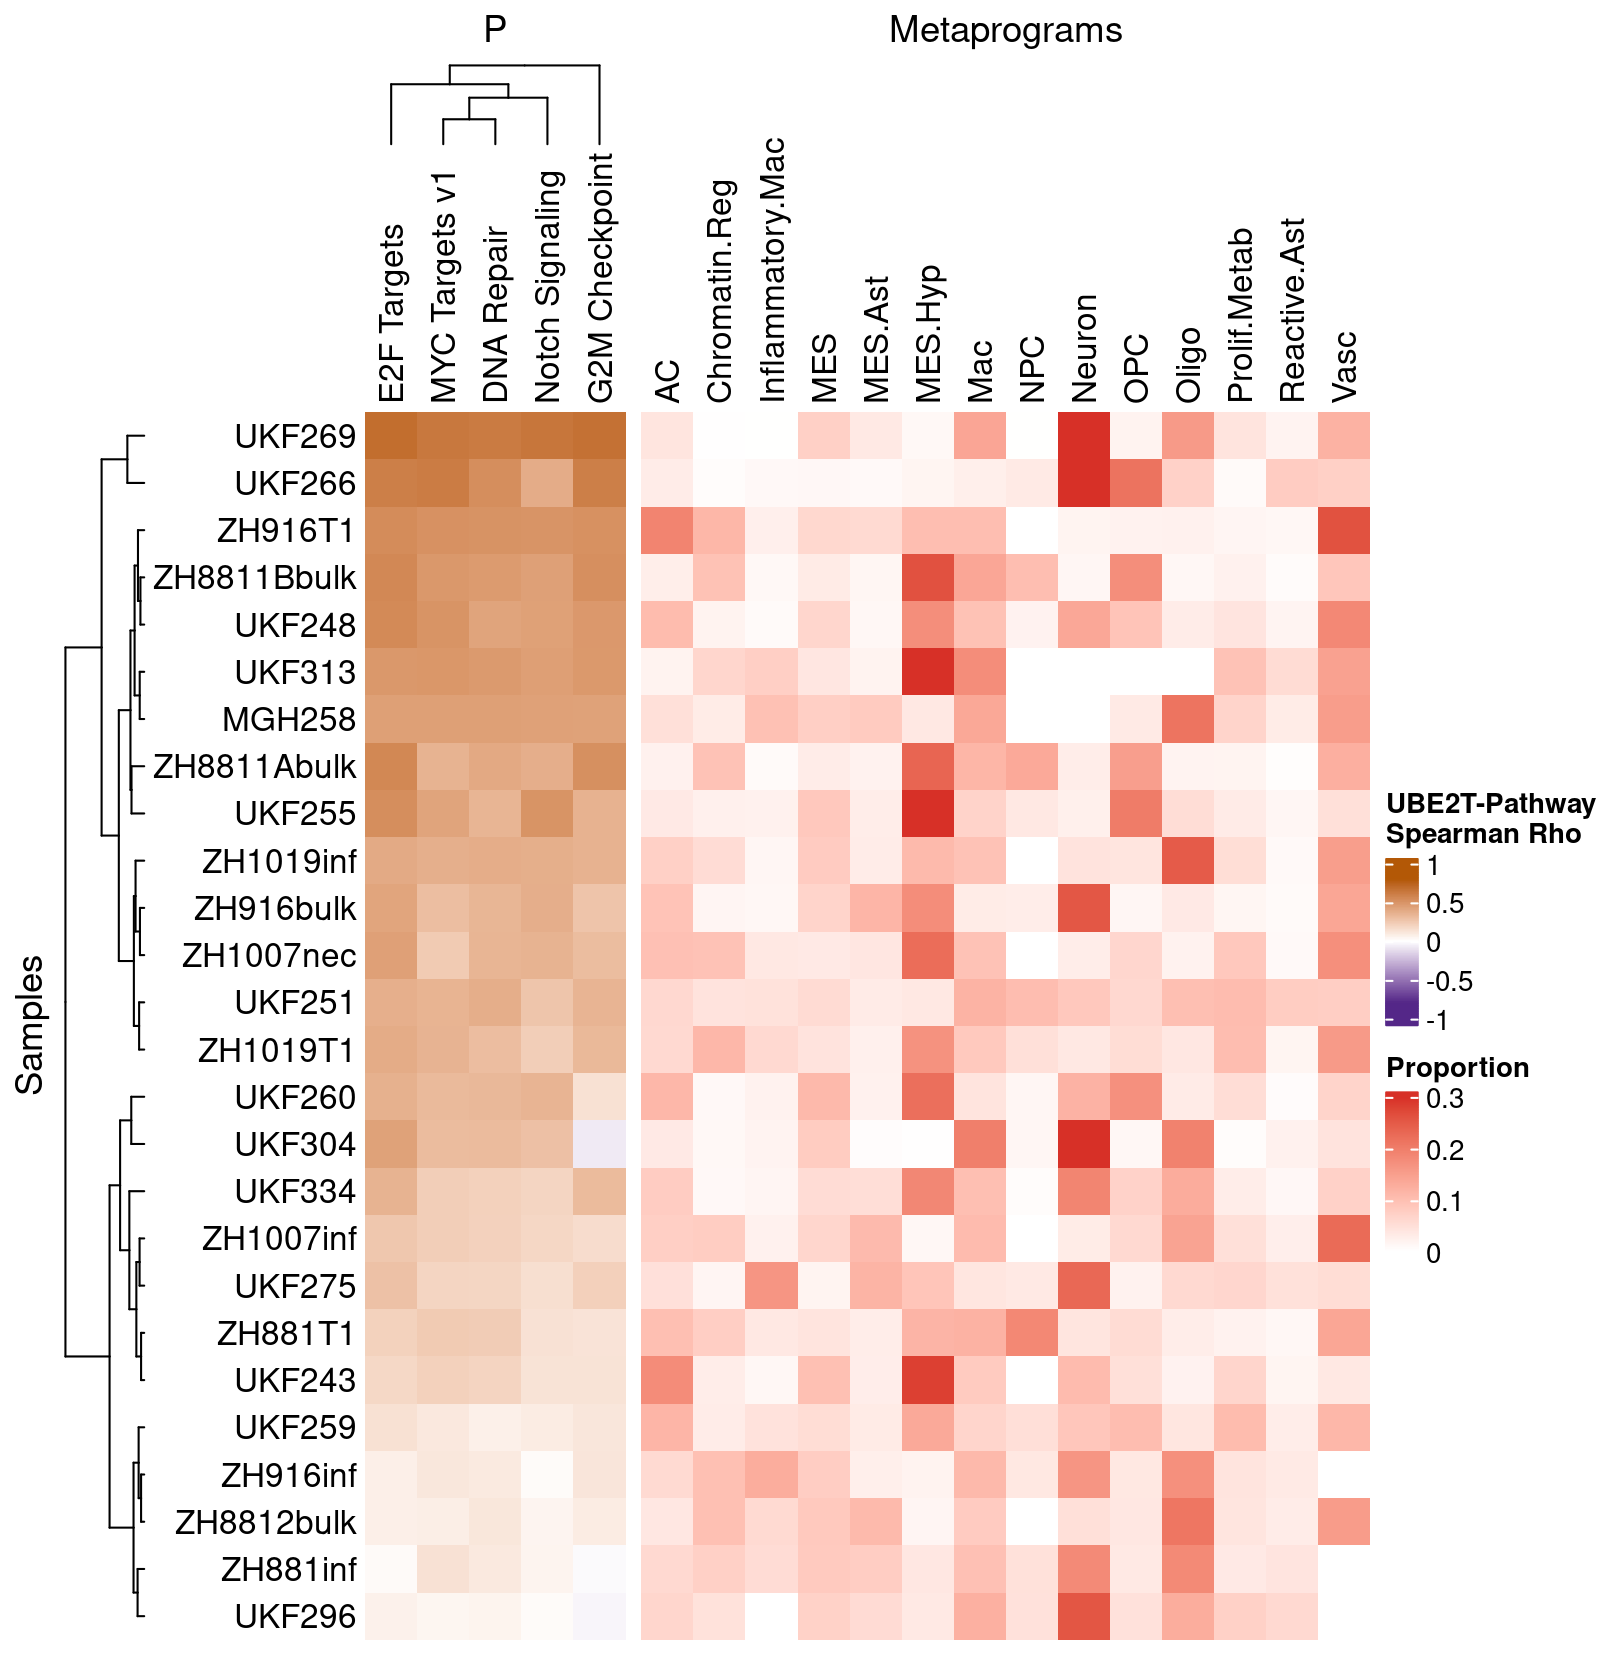 P
Metaprograms
E2F Targets
MYC Targets v1
DNA Repair
Notch Signaling
G2M Checkpoint
AC
Chromatin.Reg
Inflammatory.Mac
MES
MES.Ast
MES.Hyp
Mac
NPC
Neuron
OPC
Oligo
Prolif.Metab
Reactive.Ast
Vasc
Samples
UKF269
UKF266
ZH916T1
ZH8811Bbulk
UKF248
UKF313
MGH258
ZH8811Abulk
UKF255
ZH1019inf
ZH916bulk
ZH1007nec
UKF251
ZH1019T1
UKF260
UKF304
UKF334
ZH1007inf
UKF275
ZH881T1
UKF243
UKF259
ZH916inf
ZH8812bulk
ZH881inf
UKF296
UBE2T-Pathway
Spearman Rho
1
0.5
0
-0.5
-1
Proportion
0.3
0.2
0.1
0